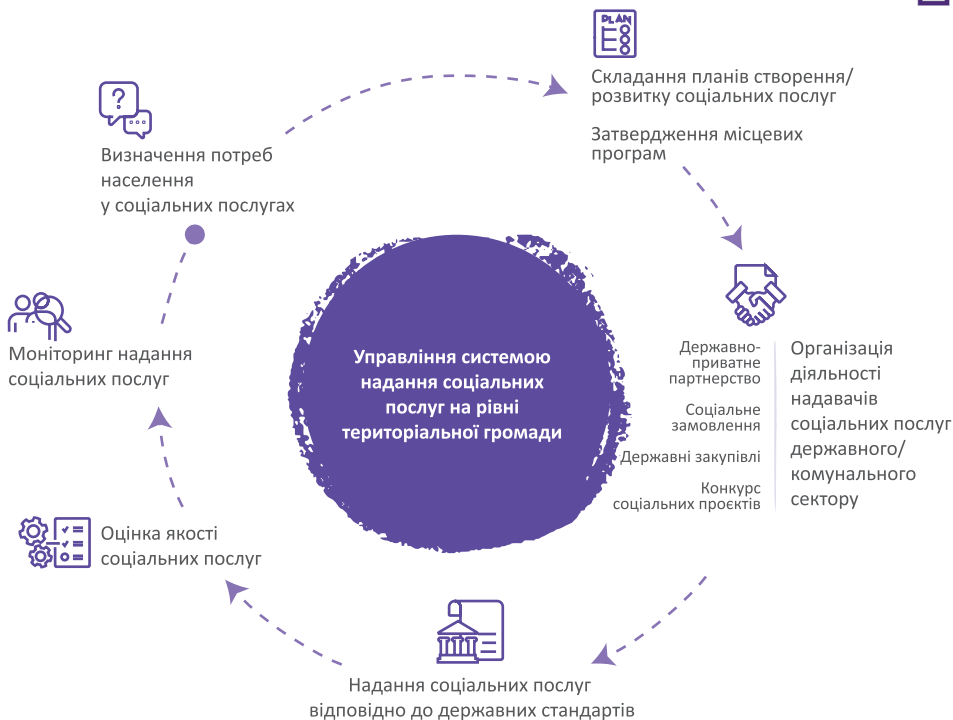 PLAN
Складання планів створення/
розвитку соціальних послуг
Затвердження місцевих
програм
Визначення потреб
населення
у соціальних послугах
Управління системою
надання соціальних
послуг на рівні
територіальної громади
Державно-
приватне
партнерство
Соціальне
замовлення
Державні закупівлі
Конкурс
соціальних проєктів
Організація
діяльності
надавачів
соціальних послуг
державного/
комунального
сектору
Надання соціальних послуг
відповідно до державних стандартів
Оцінка якості
соціальних послуг
Моніторинг надання
соціальних послуг